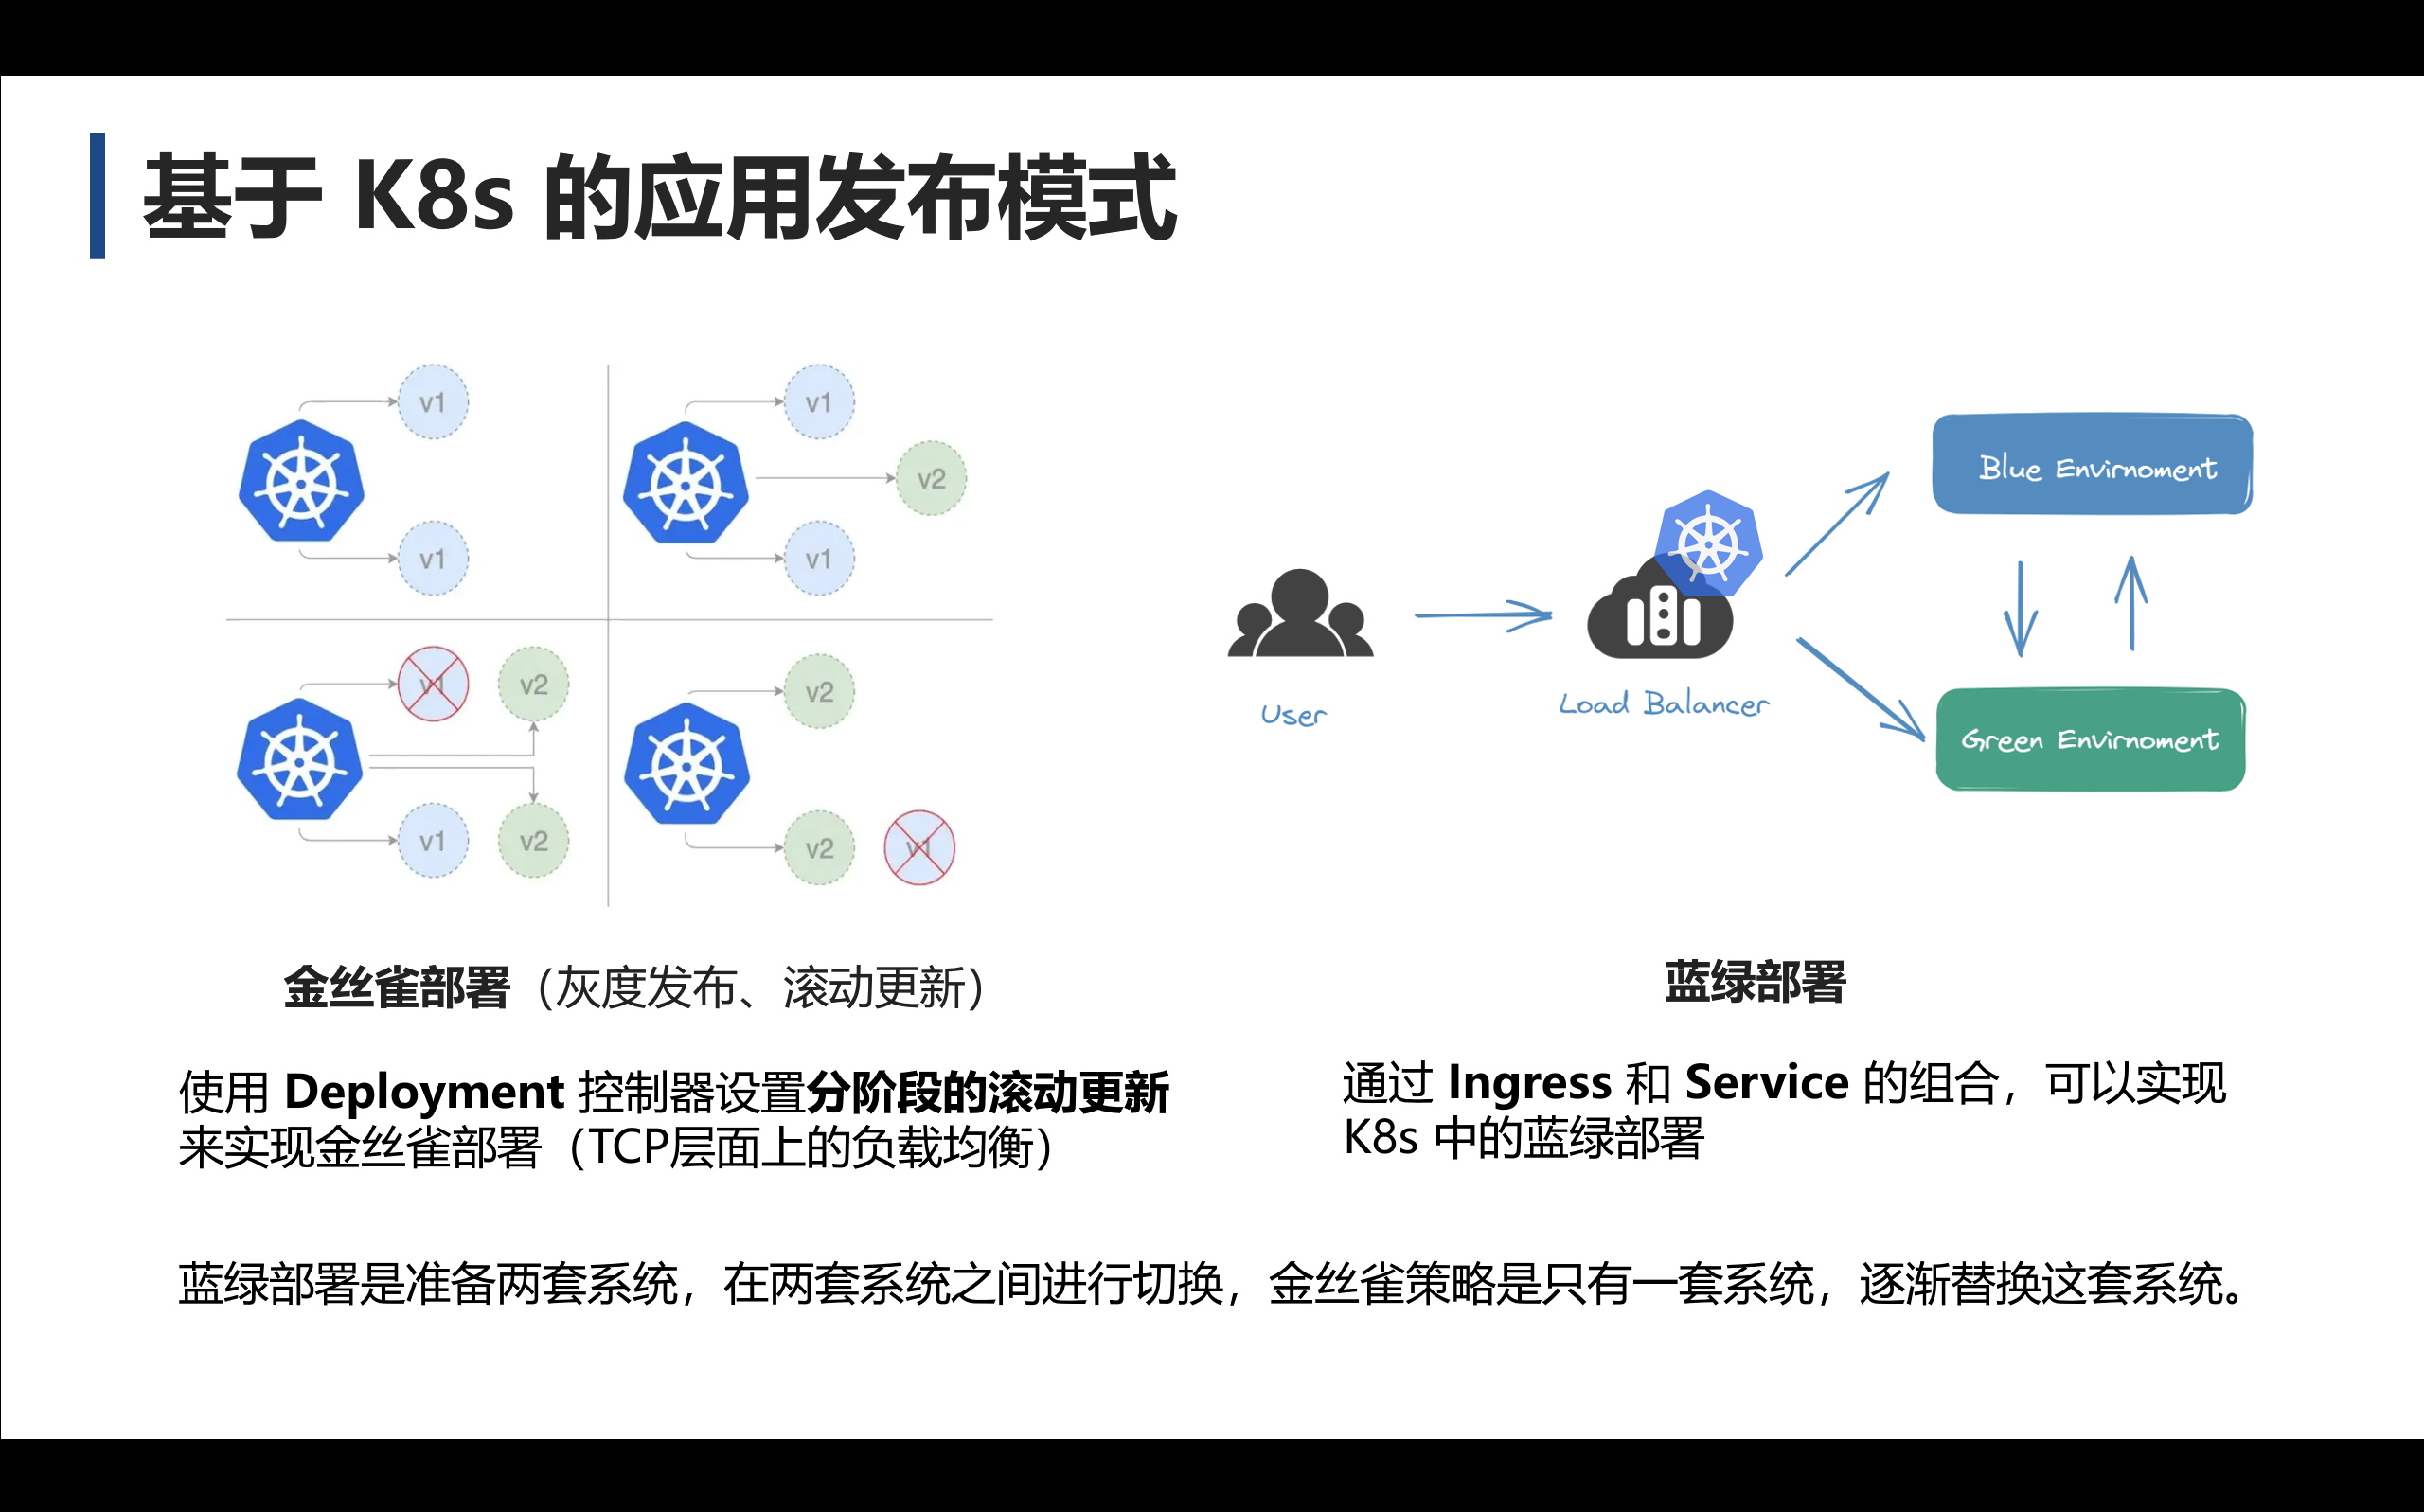 基于 K8s 的应用发布模式
v1
v1
v1
v2
v1
v1
v2
v1
v2
v2
v2
v1
User
Load Balancer
Blue Envirnoment
Green Envirnoment
金丝雀部署（灰度发布、滚动更新）
使用 Deployment 控制器设置分阶段的滚动更新
来实现金丝雀部署（TCP层面上的负载均衡）
蓝绿部署
通过 Ingress 和 Service 的组合，可以实现
K8s 中的蓝绿部署
蓝绿部署是准备两套系统，在两套系统之间进行切换，金丝雀策略是只有一套系统，逐渐替换这套系统。